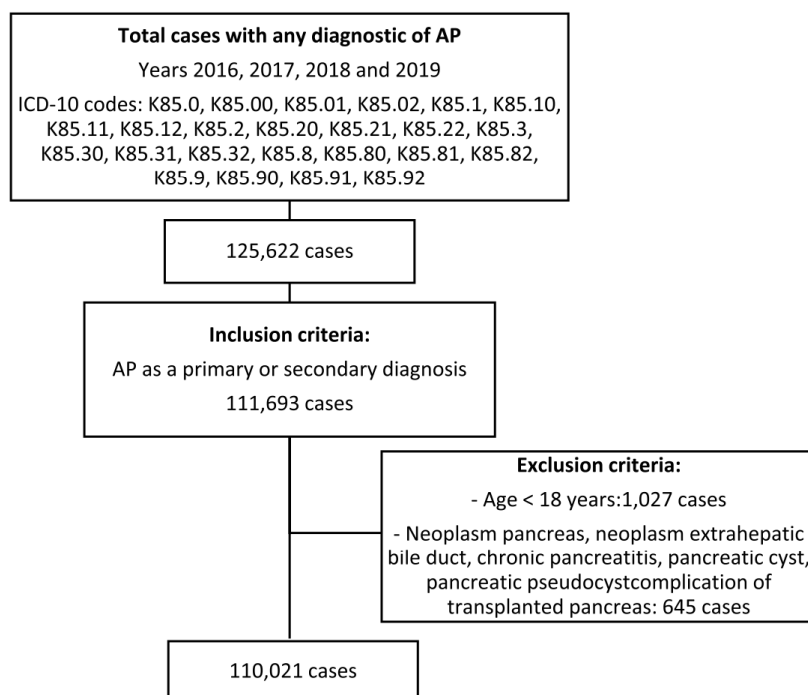 Total cases with any diagnostic of AP
Years 2016, 2017, 2018 and 2019
ICD-10 codes: K85.0, K85.00, K85.01, K85.02, K85.1, K85.10,
K85.11, K85.12, K85.2, K85.20, K85.21, K85.22, K85.3,
K85.30, K85.31, K85.32, K85.8, K85.80, K85.81, K85.82,
K85.9, K85.90, K85.91, K85.92
125,622 cases
Inclusion criteria:
AP as a primary or secondary diagnosis
111,693 cases
Exclusion criteria:
- Age < 18 years:1,027 cases
- Neoplasm pancreas, neoplasm extrahepatic
bile duct, chronic pancreatitis, pancreatic cyst,
pancreatic pseudocystcomplication of
transplanted pancreas: 645 cases
110,021 cases